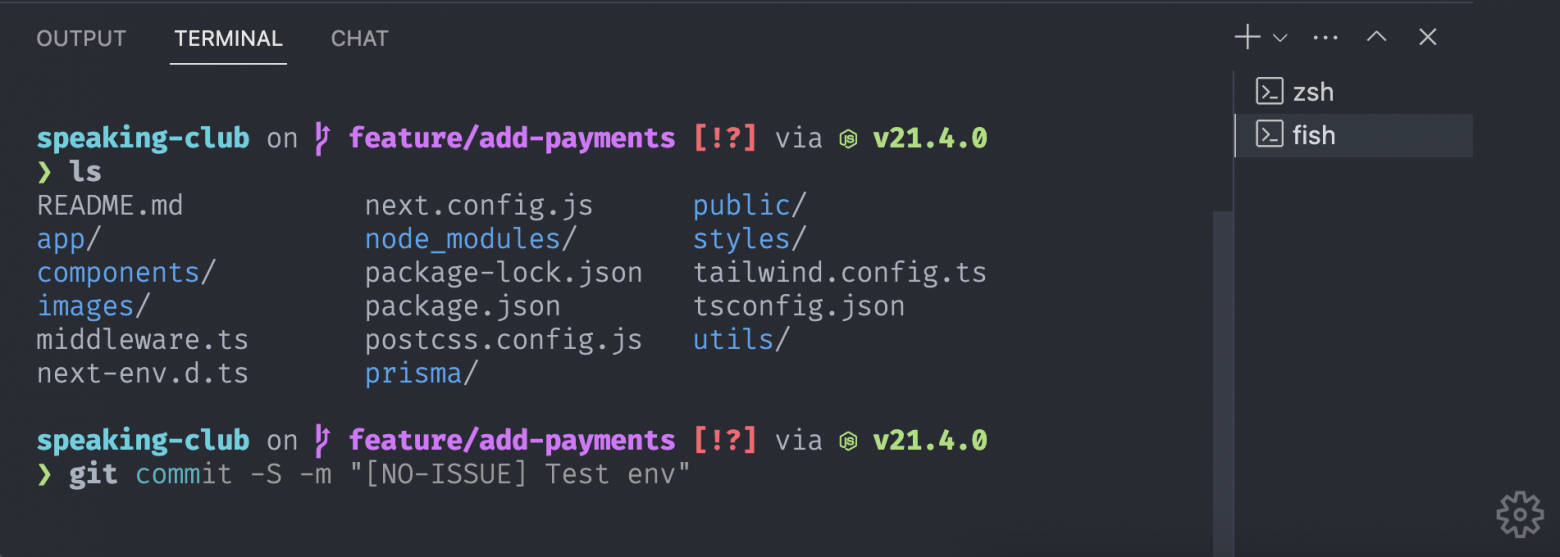 OUTPUT TERMINAL CHAT
zsh
fish
speaking-club on feature/add-payments [!?] via v21.4.0
❯ ls
README.md next.config.js public/
app/ node_modules/ styles/
components/ package-lock.json tailwind.config.ts
images/ package.json tsconfig.json
middleware.ts postcss.config.js utils/
next-env.d.ts prisma/
speaking-club on feature/add-payments [!?] via v21.4.0
❯ git commit -S -m "[NO-ISSUE] Test env"